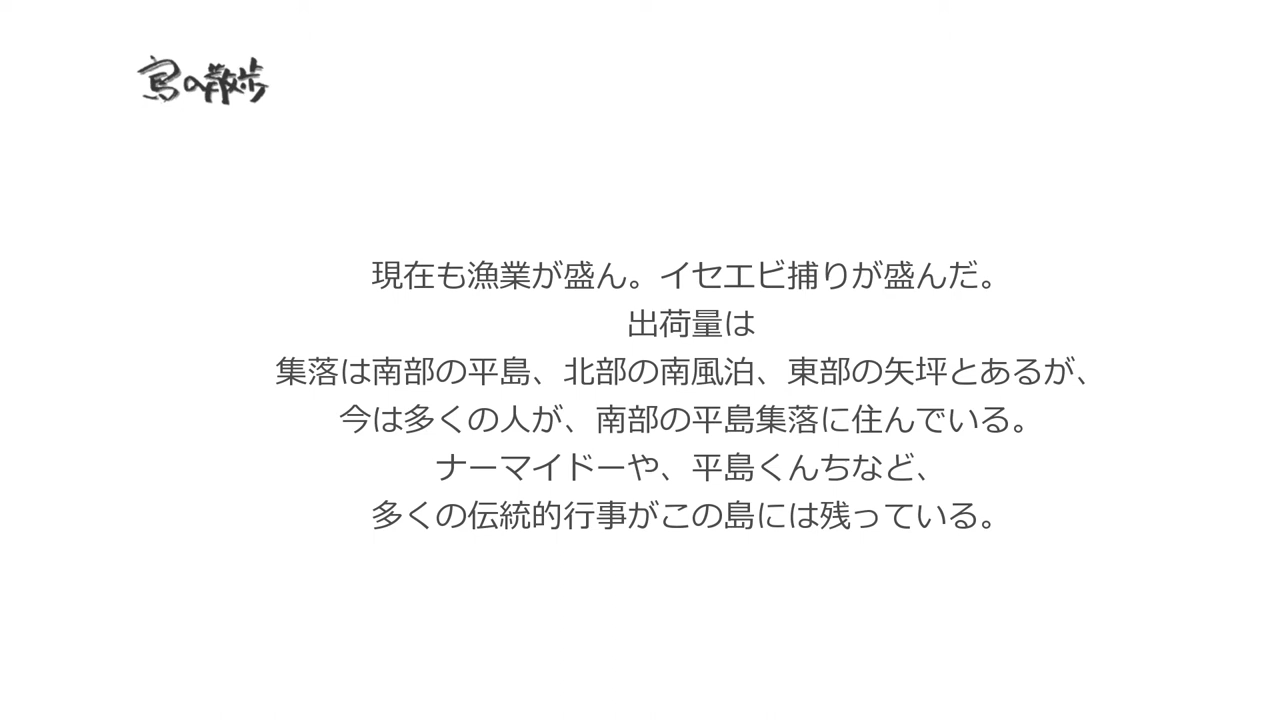 島の散歩
現在も漁業が盛ん。イセエビ捕りが盛んだ。
出荷量は
集落は南部の平島、北部の南風泊、東部の矢坪とあるが、
今は多くの人が、南部の平島集落に住んでいる。
ナーマイドーや、平島くんちなど、
多くの伝統的行事がこの島には残っている。